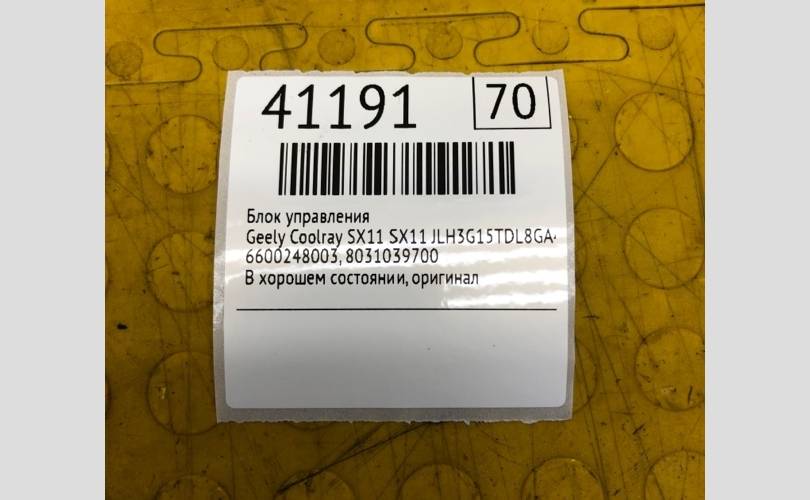 41191
70
Блок управления
Geely Coolray SX11 SX11 JLH3G15TDL8GA-
6600248003, 8031039700
В хорошем состоянии, оригинал